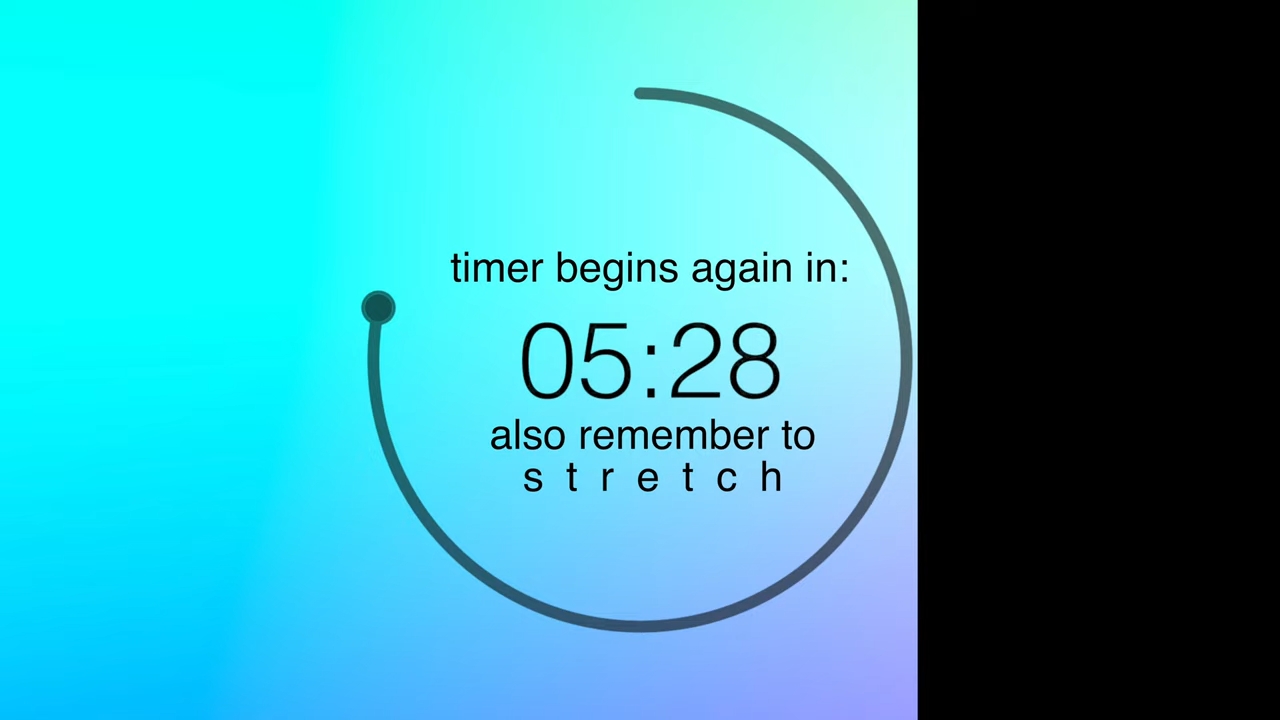 timer begins again in:
05:28
also remember to
s t r e t c h